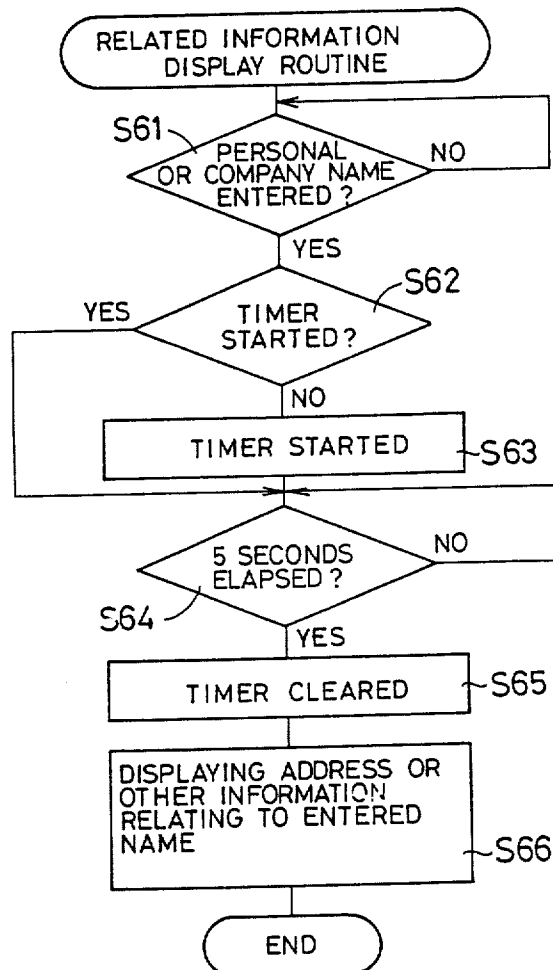 RELATED INFORMATION
DISPLAY ROUTINE
S61
PERSONAL
OR COMPANY NAME
ENTERED ?
NO
YES
S62
YES
TIMER
STARTED?
NO
TIMER STARTED
S63
5 SECONDS
ELAPSED ?
NO
S64
YES
TIMER CLEARED
S65
DISPLAYING ADDRESS OR
OTHER INFORMATION
RELATING TO ENTERED
NAME
S66
END